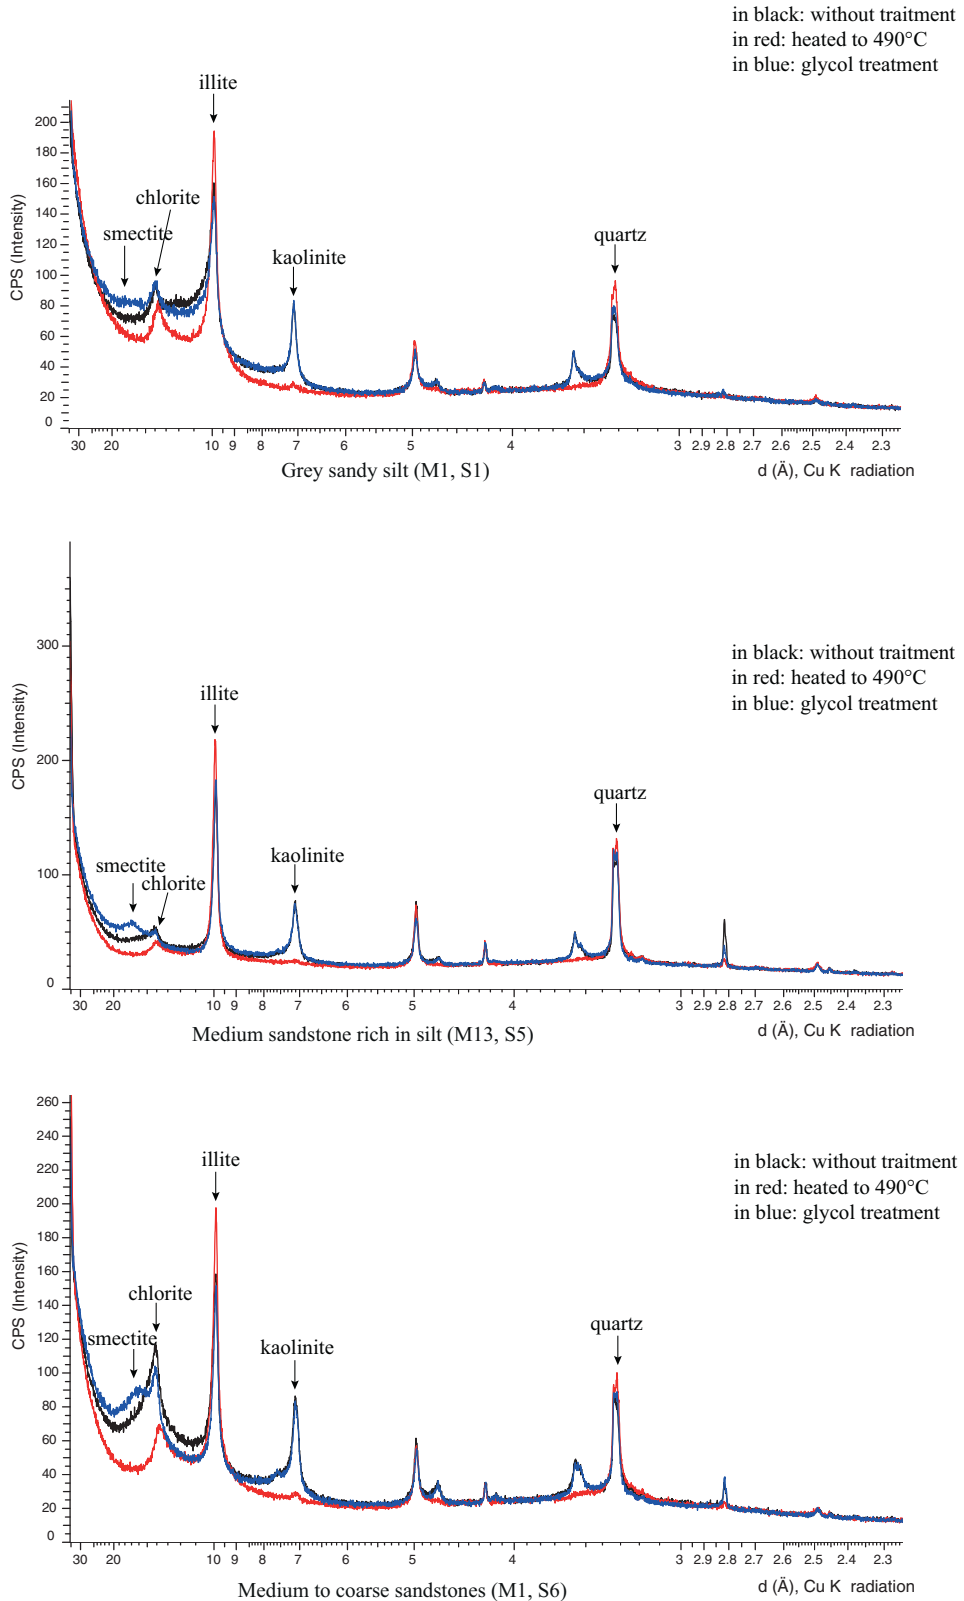 in black: without traitment
in red: heated to 490°C
in blue: glycol treatment
illite
chlorite
smectite
kaolinite
quartz
CPS (Intensity)
200
180
160
140
120
100
80
60
40
20
0
30 20 10 9 8 7 6 5 4 3 2.9 2.8 2.7 2.6 2.5 2.4 2.3
Grey sandy silt (M1, S1)
d (Ä), Cu K radiation
in black: without traitment
in red: heated to 490°C
in blue: glycol treatment
illite
quartz
smectite
chlorite
kaolinite
CPS (Intensity)
300
200
100
0
30 20 10 9 8 7 6 5 4 3 2.9 2.8 2.7 2.6 2.5 2.4 2.3
Medium sandstone rich in silt (M13, S5)
d (Ä), Cu K radiation
in black: without traitment
in red: heated to 490°C
in blue: glycol treatment
illite
chlorite
smectite
kaolinite
quartz
CPS (Intensity)
260
240
220
200
180
160
140
120
100
80
60
40
20
0
30 20 10 9 8 7 6 5 4 3 2.9 2.8 2.7 2.6 2.5 2.4 2.3
Medium to coarse sandstones (M1, S6)
d (Ä), Cu K radiation